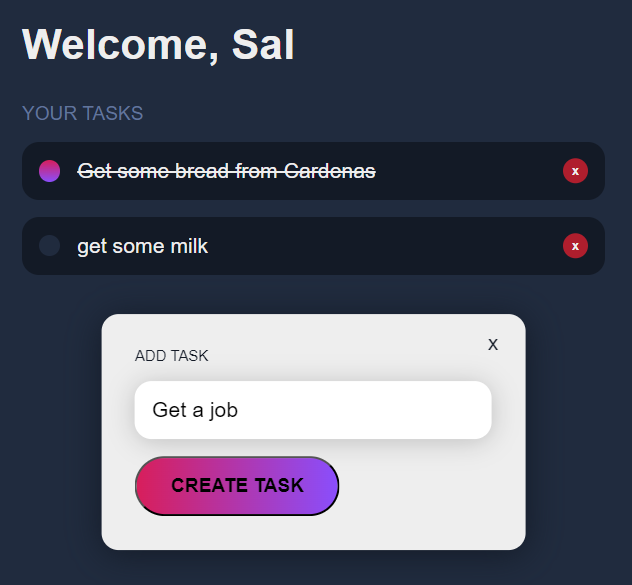 Welcome, Sal
YOUR TASKS
Get some bread from Cardenas
x
get some milk
x
x
ADD TASK
Get a job
CREATE TASK